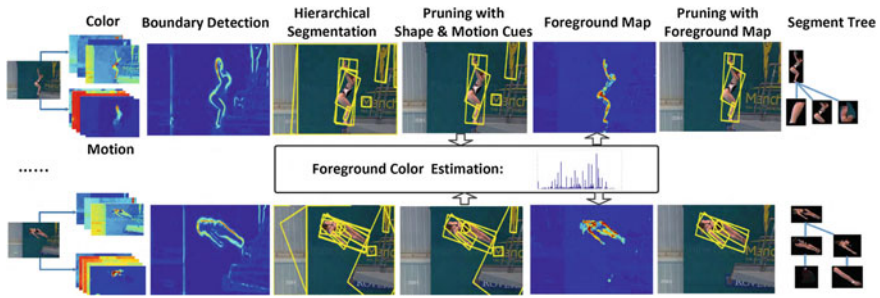 Color
Boundary Detection
Hierarchical
Segmentation
Pruning with
Shape & Motion Cues
Foreground Map
Pruning with
Foreground Map
Segment Tree
Motion
......
Foreground Color Estimation: